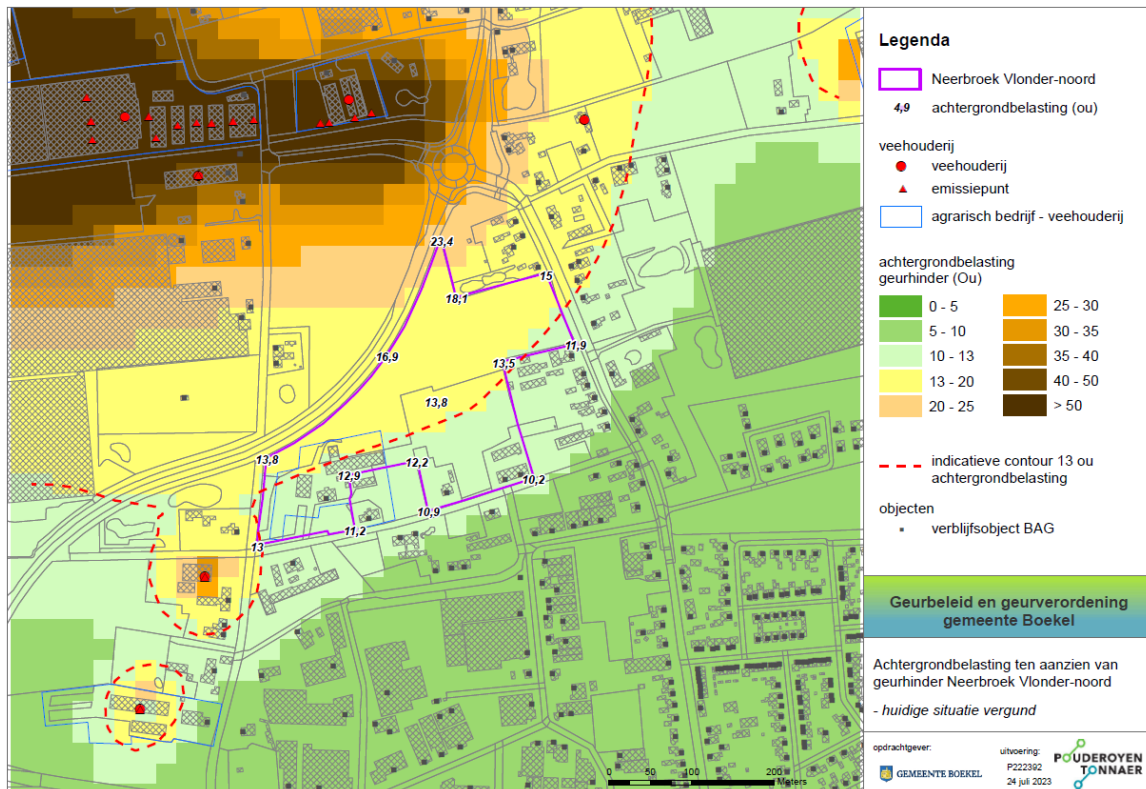 23,4
18,1
15
16,9
11,9
13,5
13,8
13,8
12,2
12,9
10,2
10,9
11,2
13
0 50 100 200
Meters
Legenda
Neerbroek Vlonder-noord
4,9 achtergrondbelasting (ou)
veehouderij
veehouderij
emissiepunt
agrarisch bedrijf - veehouderij
achtergrondbelasting
geurhinder (Ou)
0 - 5 25 - 30
5 - 10 30 - 35
10 - 13 35 - 40
13 - 20 40 - 50
20 - 25 > 50
indicatieve contour 13 ou
achtergrondbelasting
objecten
verblijfsobject BAG
Geurbeleid en geurverordening
gemeente Boekel
Achtergrondbelasting ten aanzien van
geurhinder Neerbroek Vlonder-noord
- huidige situatie vergund
opdrachtgever:
GEMEENTE BOEKEL
uitvoering:
P222392
24 juli 2023
POUDEROYEN
TONNAER